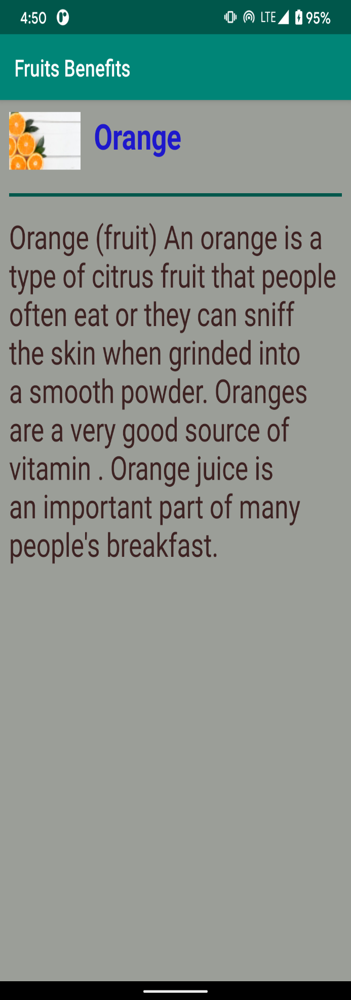 4:50 LTE 95%
Fruits Benefits
Orange
Orange (fruit) An orange is a
type of citrus fruit that people
often eat or they can sniff
the skin when grinded into
a smooth powder. Oranges
are a very good source of
vitamin . Orange juice is
an important part of many
people's breakfast.